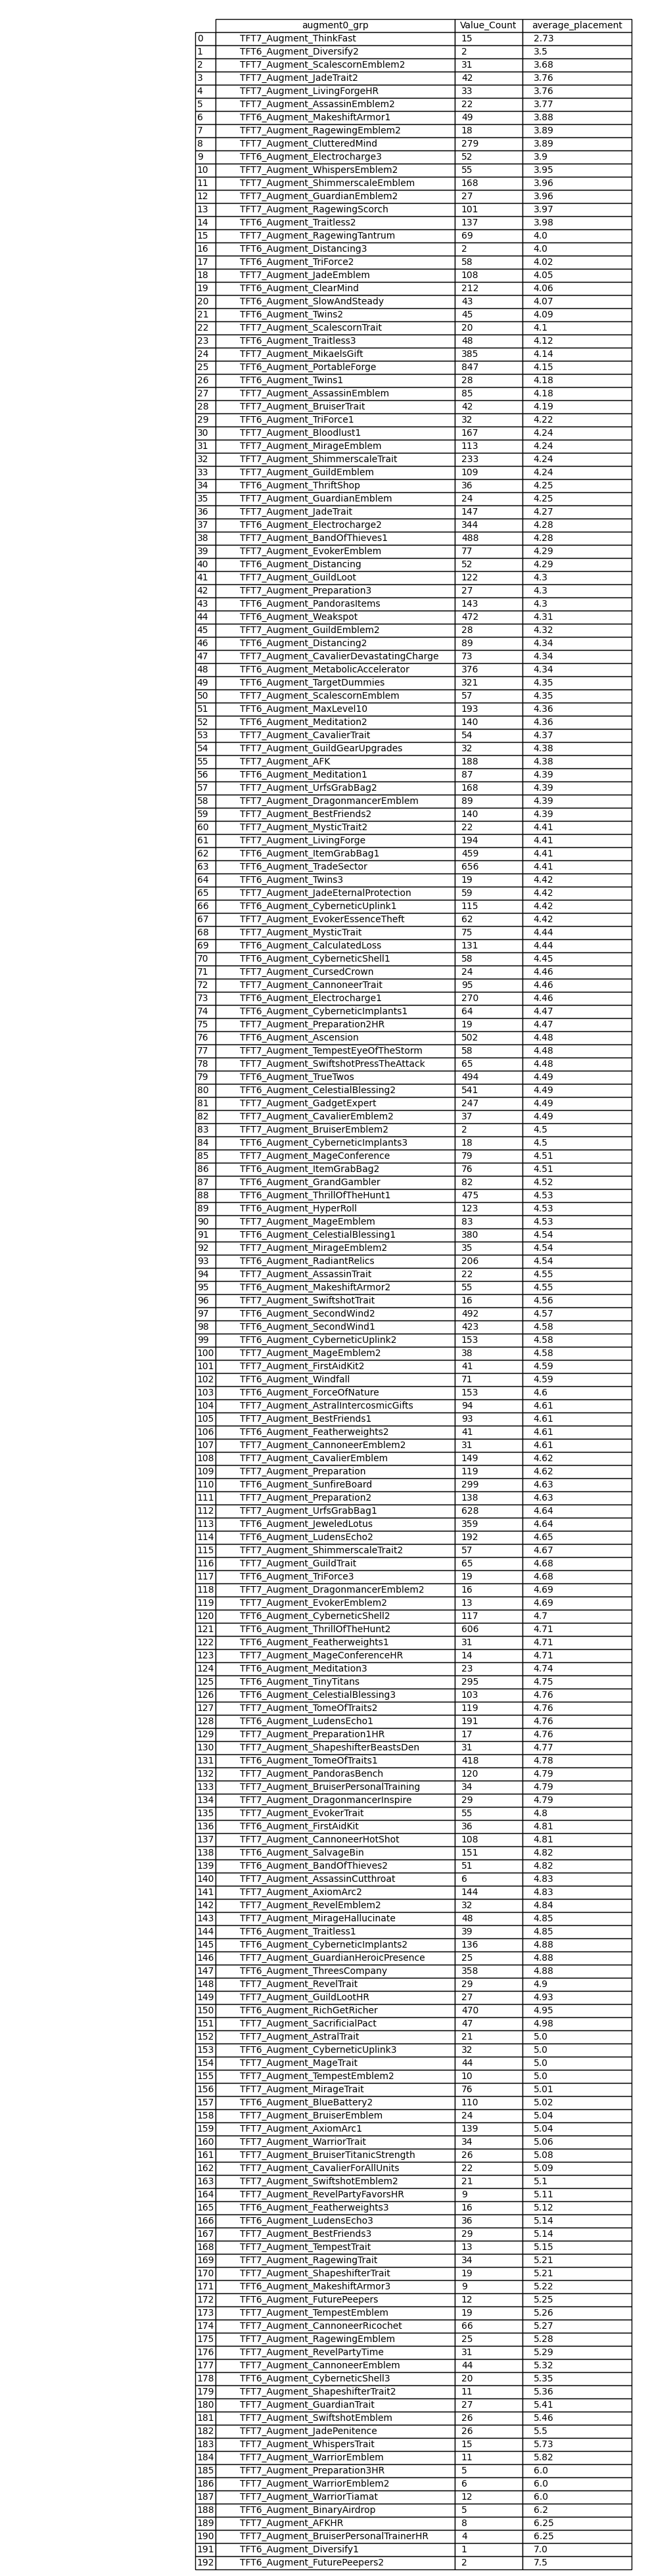 augment0_grp Value_Count average_placement
0 TFT7_Augment_ThinkFast 15 2.73
1 TFT6_Augment_Diversify2 2 3.5
2 TFT7_Augment_ScalescornEmblem2 31 3.68
3 TFT7_Augment_JadeTrait2 42 3.76
4 TFT7_Augment_LivingForgeHR 33 3.76
5 TFT7_Augment_AssassinEmblem2 22 3.77
6 TFT6_Augment_MakeshiftArmor1 49 3.88
7 TFT7_Augment_RagewingEmblem2 18 3.89
8 TFT7_Augment_ClutteredMind 279 3.89
9 TFT6_Augment_Electrocharge3 52 3.9
10 TFT7_Augment_WhispersEmblem2 55 3.95
11 TFT7_Augment_ShimmerscaleEmblem 168 3.96
12 TFT7_Augment_GuardianEmblem2 27 3.96
13 TFT7_Augment_RagewingScorch 101 3.97
14 TFT6_Augment_Traitless2 137 3.98
15 TFT7_Augment_RagewingTantrum 69 4.0
16 TFT6_Augment_Distancing3 2 4.0
17 TFT6_Augment_TriForce2 58 4.02
18 TFT7_Augment_JadeEmblem 108 4.05
19 TFT6_Augment_ClearMind 212 4.06
20 TFT6_Augment_SlowAndSteady 43 4.07
21 TFT6_Augment_Twins2 45 4.09
22 TFT7_Augment_ScalescornTrait 20 4.1
23 TFT6_Augment_Traitless3 48 4.12
24 TFT7_Augment_MikaelsGift 385 4.14
25 TFT6_Augment_PortableForge 847 4.15
26 TFT6_Augment_Twins1 28 4.18
27 TFT7_Augment_AssassinEmblem 85 4.18
28 TFT7_Augment_BruiserTrait 42 4.19
29 TFT6_Augment_TriForce1 32 4.22
30 TFT7_Augment_Bloodlust1 167 4.24
31 TFT7_Augment_MirageEmblem 113 4.24
32 TFT7_Augment_ShimmerscaleTrait 233 4.24
33 TFT7_Augment_GuildEmblem 109 4.24
34 TFT6_Augment_ThriftShop 36 4.25
35 TFT7_Augment_GuardianEmblem 24 4.25
36 TFT7_Augment_JadeTrait 147 4.27
37 TFT6_Augment_Electrocharge2 344 4.28
38 TFT7_Augment_BandOfThieves1 488 4.28
39 TFT7_Augment_EvokerEmblem 77 4.29
40 TFT6_Augment_Distancing 52 4.29
41 TFT7_Augment_GuildLoot 122 4.3
42 TFT7_Augment_Preparation3 27 4.3
43 TFT6_Augment_PandorasItems 143 4.3
44 TFT6_Augment_Weakspot 472 4.31
45 TFT7_Augment_GuildEmblem2 28 4.32
46 TFT6_Augment_Distancing2 89 4.34
47 TFT7_Augment_CavalierDevastatingCharge 73 4.34
48 TFT6_Augment_MetabolicAccelerator 376 4.34
49 TFT6_Augment_TargetDummies 321 4.35
50 TFT7_Augment_ScalescornEmblem 57 4.35
51 TFT7_Augment_MaxLevel10 193 4.36
52 TFT6_Augment_Meditation2 140 4.36
53 TFT7_Augment_CavalierTrait 54 4.37
54 TFT7_Augment_GuildGearUpgrades 32 4.38
55 TFT7_Augment_AFK 188 4.38
56 TFT6_Augment_Meditation1 87 4.39
57 TFT7_Augment_UrfsGrabBag2 168 4.39
58 TFT7_Augment_DragonmancerEmblem 89 4.39
59 TFT7_Augment_BestFriends2 140 4.39
60 TFT7_Augment_MysticTrait2 22 4.41
61 TFT7_Augment_LivingForge 194 4.41
62 TFT6_Augment_ItemGrabBag1 459 4.41
63 TFT6_Augment_TradeSector 656 4.41
64 TFT6_Augment_Twins3 19 4.42
65 TFT7_Augment_JadeEternalProtection 59 4.42
66 TFT6_Augment_CyberneticUplink1 115 4.42
67 TFT7_Augment_EvokerEssenceTheft 62 4.42
68 TFT7_Augment_MysticTrait 75 4.44
69 TFT6_Augment_CalculatedLoss 131 4.44
70 TFT6_Augment_CyberneticShell1 58 4.45
71 TFT7_Augment_CursedCrown 24 4.46
72 TFT7_Augment_CannoneerTrait 95 4.46
73 TFT6_Augment_Electrocharge1 270 4.46
74 TFT6_Augment_CyberneticImplants1 64 4.47
75 TFT7_Augment_Preparation2HR 19 4.47
76 TFT6_Augment_Ascension 502 4.48
77 TFT7_Augment_TempestEyeOfTheStorm 58 4.48
78 TFT7_Augment_SwiftshotPressTheAttack 65 4.48
79 TFT6_Augment_TrueTwos 494 4.49
80 TFT6_Augment_CelestialBlessing2 541 4.49
81 TFT7_Augment_GadgetExpert 247 4.49
82 TFT7_Augment_CavalierEmblem2 37 4.49
83 TFT7_Augment_BruiserEmblem2 2 4.5
84 TFT6_Augment_CyberneticImplants3 18 4.5
85 TFT7_Augment_MageConference 79 4.51
86 TFT6_Augment_ItemGrabBag2 76 4.51
87 TFT6_Augment_GrandGambler 82 4.52
88 TFT6_Augment_ThrillOfTheHunt1 475 4.53
89 TFT6_Augment_HyperRoll 123 4.53
90 TFT7_Augment_MageEmblem 83 4.53
91 TFT6_Augment_CelestialBlessing1 380 4.54
92 TFT7_Augment_MirageEmblem2 35 4.54
93 TFT6_Augment_RadiantRelics 206 4.54
94 TFT7_Augment_AssassinTrait 22 4.55
95 TFT6_Augment_MakeshiftArmor2 55 4.55
96 TFT7_Augment_SwiftshotTrait 16 4.56
97 TFT6_Augment_SecondWind2 492 4.57
98 TFT6_Augment_SecondWind1 423 4.58
99 TFT6_Augment_CyberneticUplink2 153 4.58
100 TFT7_Augment_MageEmblem2 38 4.58
101 TFT7_Augment_FirstAidKit2 41 4.59
102 TFT6_Augment_Windfall 71 4.59
103 TFT6_Augment_ForceOfNature 153 4.6
104 TFT7_Augment_AstralIntercosmicGifts 94 4.61
105 TFT7_Augment_BestFriends1 93 4.61
106 TFT6_Augment_Featherweights2 41 4.61
107 TFT7_Augment_CannoneerEmblem2 31 4.61
108 TFT7_Augment_CavalierEmblem 149 4.62
109 TFT7_Augment_Preparation 119 4.62
110 TFT6_Augment_SunfireBoard 299 4.63
111 TFT7_Augment_Preparation2 138 4.63
112 TFT7_Augment_UrfsGrabBag1 628 4.64
113 TFT6_Augment_JeweledLotus 359 4.64
114 TFT6_Augment_LudensEcho2 192 4.65
115 TFT7_Augment_ShimmerscaleTrait2 57 4.67
116 TFT7_Augment_GuildTrait 65 4.68
117 TFT6_Augment_TriForce3 19 4.68
118 TFT7_Augment_DragonmancerEmblem2 16 4.69
119 TFT7_Augment_EvokerEmblem2 13 4.69
120 TFT6_Augment_CyberneticShell2 117 4.7
121 TFT6_Augment_ThrillOfTheHunt2 606 4.71
122 TFT6_Augment_Featherweights1 31 4.71
123 TFT7_Augment_MageConferenceHR 14 4.71
124 TFT6_Augment_Meditation3 23 4.74
125 TFT6_Augment_TinyTitans 295 4.75
126 TFT6_Augment_CelestialBlessing3 103 4.76
127 TFT7_Augment_TomeOfTraits2 119 4.76
128 TFT6_Augment_LudensEcho1 191 4.76
129 TFT7_Augment_Preparation1HR 17 4.76
130 TFT7_Augment_ShapeshifterBeastsDen 31 4.77
131 TFT6_Augment_TomeOfTraits1 418 4.78
132 TFT7_Augment_PandorasBench 120 4.79
133 TFT7_Augment_BruiserPersonalTraining 34 4.79
134 TFT7_Augment_DragonmancerInspire 29 4.79
135 TFT7_Augment_EvokerTrait 55 4.8
136 TFT6_Augment_FirstAidKit 36 4.81
137 TFT7_Augment_CannoneerHotShot 108 4.81
138 TFT6_Augment_SalvageBin 151 4.82
139 TFT6_Augment_BandOfThieves2 51 4.82
140 TFT7_Augment_AssassinCutthroat 6 4.83
141 TFT7_Augment_AxiomArc2 144 4.83
142 TFT7_Augment_RevelEmblem2 32 4.84
143 TFT7_Augment_MirageHallucinate 48 4.85
144 TFT6_Augment_Traitless1 39 4.85
145 TFT6_Augment_CyberneticImplants2 136 4.88
146 TFT7_Augment_GuardianHeroicPresence 25 4.88
147 TFT6_Augment_ThreesCompany 358 4.88
148 TFT7_Augment_RevelTrait 29 4.9
149 TFT7_Augment_GuildLootHR 27 4.93
150 TFT6_Augment_RichGetRicher 470 4.95
151 TFT7_Augment_SacrificialPact 47 4.98
152 TFT7_Augment_AstralTrait 21 5.0
153 TFT6_Augment_CyberneticUplink3 32 5.0
154 TFT7_Augment_MageTrait 44 5.0
155 TFT7_Augment_TempestEmblem2 10 5.0
156 TFT7_Augment_MirageTrait 76 5.01
157 TFT6_Augment_BlueBattery2 110 5.02
158 TFT7_Augment_BruiserEmblem 24 5.04
159 TFT7_Augment_AxiomArc1 139 5.04
160 TFT7_Augment_WarriorTrait 34 5.06
161 TFT7_Augment_BruiserTitanicStrength 26 5.08
162 TFT7_Augment_CavalierForAllUnits 22 5.09
163 TFT7_Augment_SwiftshotEmblem2 21 5.1
164 TFT7_Augment_RevelPartyFavorsHR 9 5.11
165 TFT6_Augment_Featherweights3 16 5.12
166 TFT6_Augment_LudensEcho3 36 5.14
167 TFT7_Augment_BestFriends3 29 5.14
168 TFT7_Augment_TempestTrait 13 5.15
169 TFT7_Augment_RagewingTrait 34 5.21
170 TFT7_Augment_ShapeshifterTrait 19 5.21
171 TFT6_Augment_MakeshiftArmor3 9 5.22
172 TFT6_Augment_FuturePeepers 12 5.25
173 TFT7_Augment_TempestEmblem 19 5.26
174 TFT7_Augment_CannoneerRicochet 66 5.27
175 TFT7_Augment_RagewingEmblem 25 5.28
176 TFT7_Augment_RevelPartyTime 31 5.29
177 TFT7_Augment_CannoneerEmblem 44 5.32
178 TFT6_Augment_CyberneticShell3 20 5.35
179 TFT7_Augment_ShapeshifterTrait2 11 5.36
180 TFT7_Augment_GuardianTrait 27 5.41
181 TFT7_Augment_SwiftshotEmblem 26 5.46
182 TFT7_Augment_JadePenitence 26 5.5
183 TFT7_Augment_WhispersTrait 15 5.73
184 TFT7_Augment_WarriorEmblem 11 5.82
185 TFT7_Augment_Preparation3HR 5 6.0
186 TFT7_Augment_WarriorEmblem2 6 6.0
187 TFT7_Augment_WarriorTiamat 12 6.0
188 TFT6_Augment_BinaryAirdrop 5 6.2
189 TFT7_Augment_AFKHR 8 6.25
190 TFT7_Augment_BruiserPersonalTrainerHR 4 6.25
191 TFT6_Augment_Diversify1 1 7.0
192 TFT6_Augment_FuturePeepers2 2 7.5